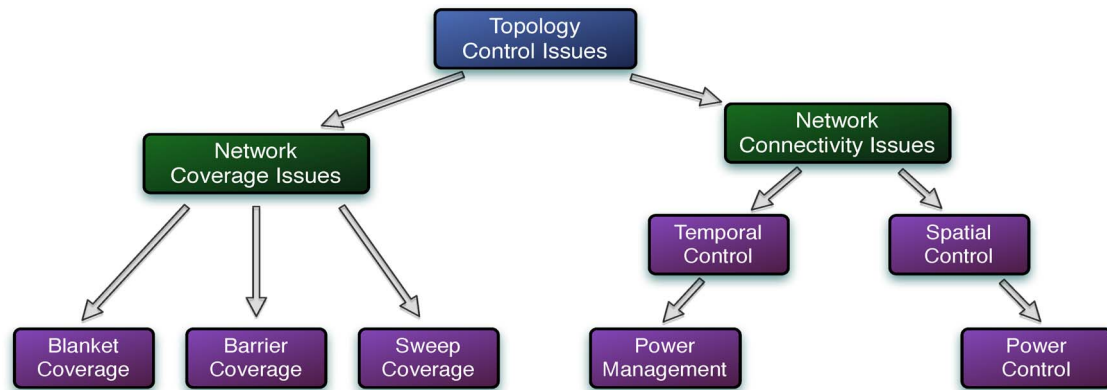 Topology
Control Issues
Network
Coverage Issues
Network
Connectivity Issues
Temporal
Control
Spatial
Control
Blanket
Coverage
Barrier
Coverage
Sweep
Coverage
Power
Management
Power
Control